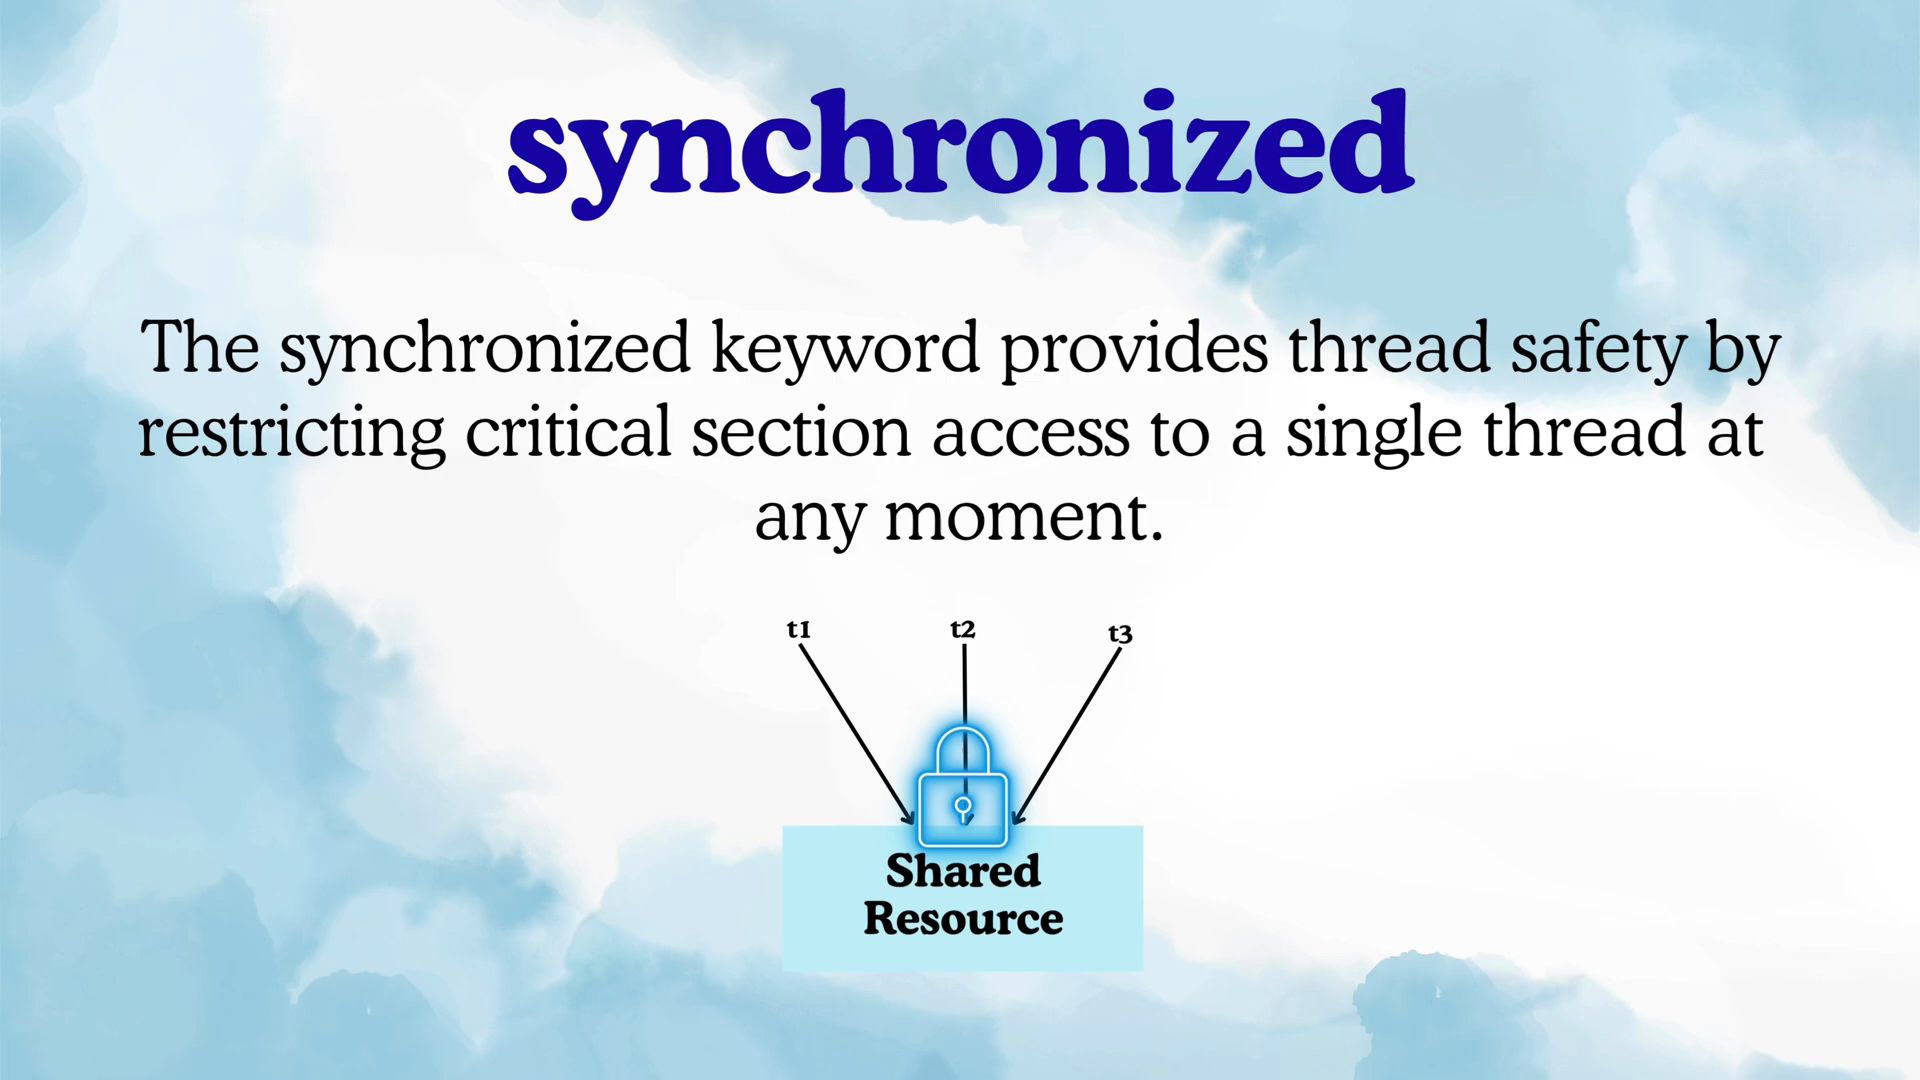 synchronized
The synchronized keyword provides thread safety by
restricting critical section access to a single thread at
any moment.
t1 t2 t3
Shared
Resource